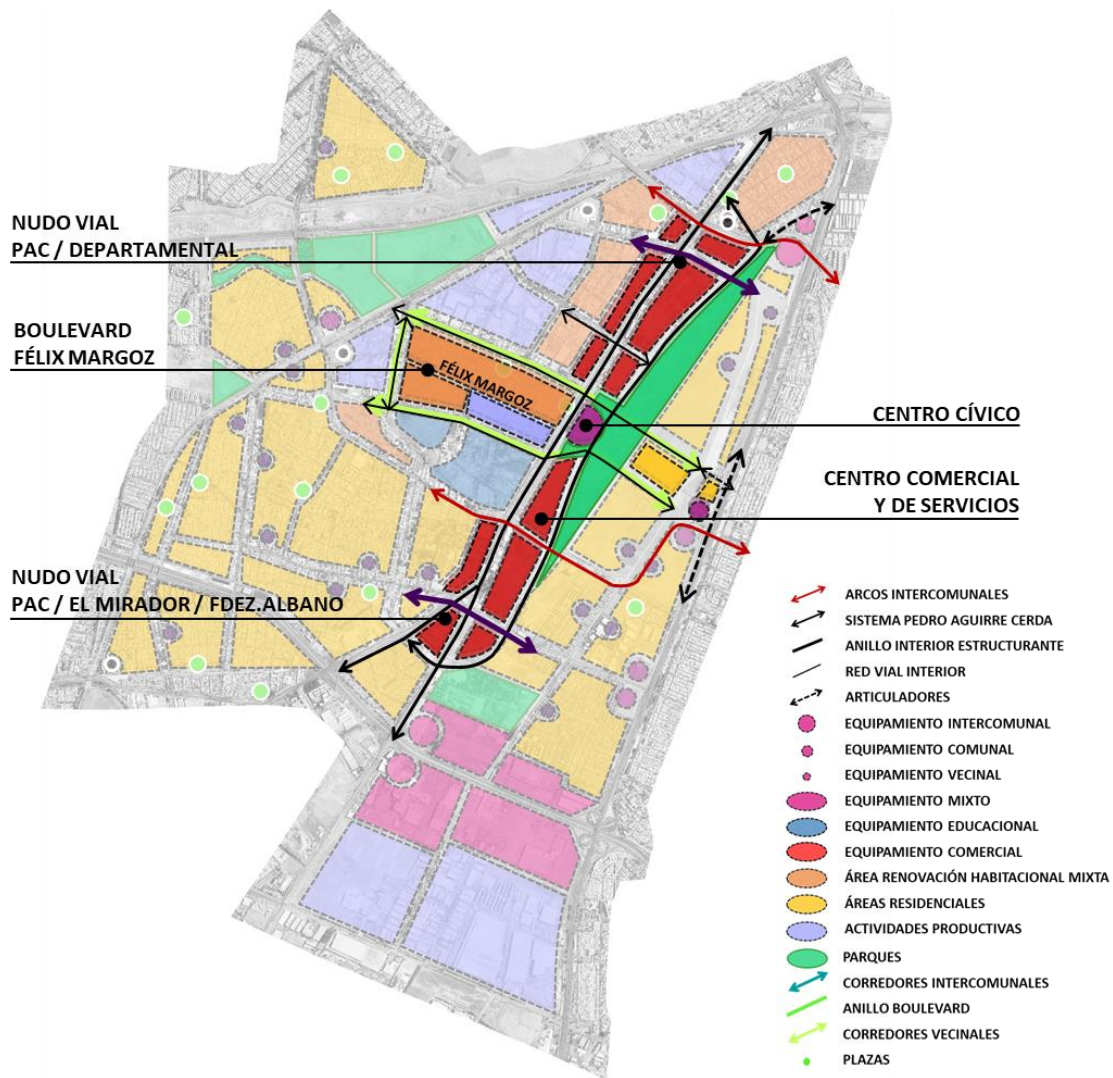 NUDO VIAL
PAC / DEPARTAMENTAL
BOULEVARD
FÉLIX MARGOZ
FÉLIX MARGOZ
CENTRO CÍVICO
CENTRO COMERCIAL
Y DE SERVICIOS
NUDO VIAL
PAC / EL MIRADOR / FDEZ.ALBANO
ARCOS INTERCOMUNALES
SISTEMA PEDRO AGUIRRE CERDA
ANILLO INTERIOR ESTRUCTURANTE
RED VIAL INTERIOR
ARTICULADORES
EQUIPAMIENTO INTERCOMUNAL
EQUIPAMIENTO COMUNAL
EQUIPAMIENTO VECINAL
EQUIPAMIENTO MIXTO
EQUIPAMIENTO EDUCACIONAL
EQUIPAMIENTO COMERCIAL
ÁREA RENOVACIÓN HABITACIONAL MIXTA
ÁREAS RESIDENCIALES
ACTIVIDADES PRODUCTIVAS
PARQUES
CORREDORES INTERCOMUNALES
ANILLO BOULEVARD
CORREDORES VECINALES
PLAZAS